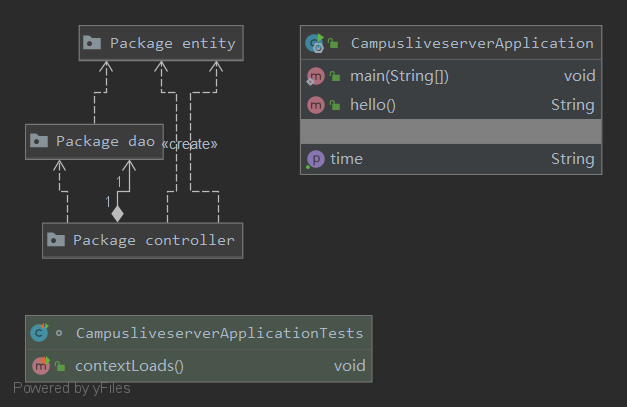 Package entity
CampusliveserverApplication
main(String[]) void
hello() String
time String
Package dao
«create»
1
1
Package controller
CampusliveserverApplicationTests
contextLoads() void
Powered by yFiles